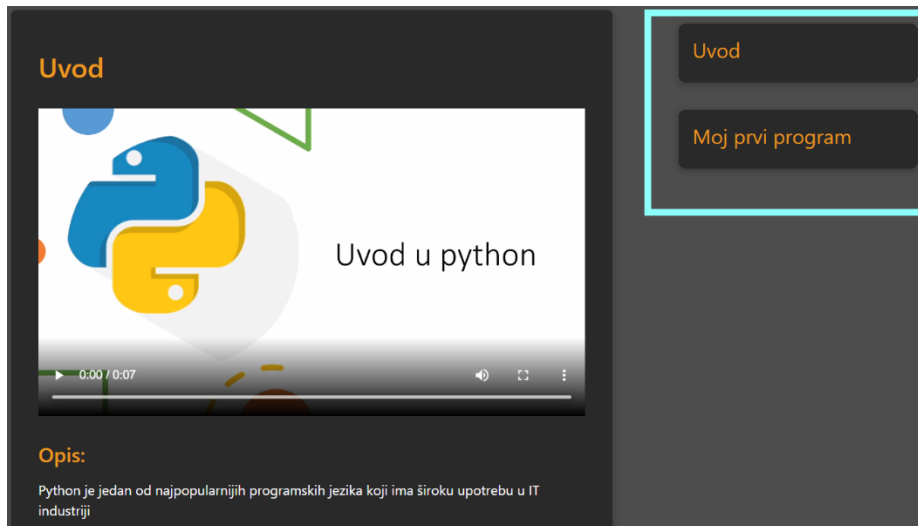 Uvod
Uvod u python
0:00 / 0:07
Opis:
Python je jedan od najpopularnijih programskih jezika koji ima široku upotrebu u IT
industriji
Uvod
Moj prvi program